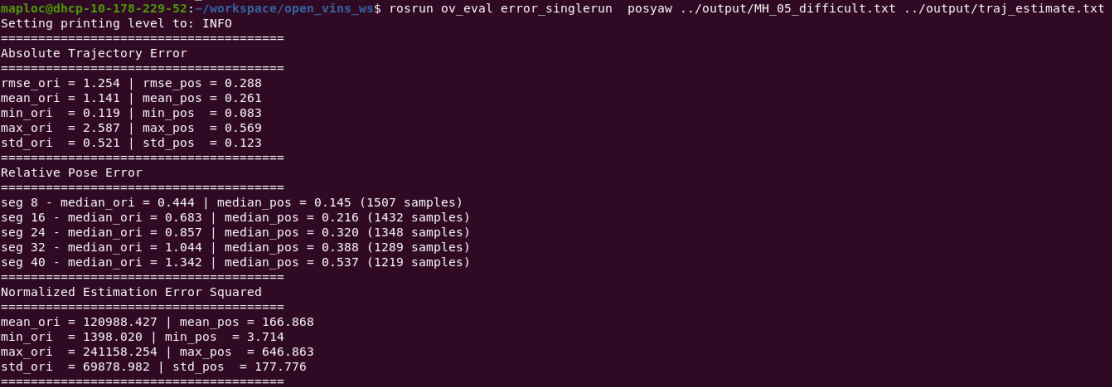 maploc@dhcp-10-178-229-52:~/workspace/open_vins_ws$ rosrun ov_eval error_singlerun  posyaw ../output/MH_05_difficult.txt ../output/traj_estimate.txt
Setting printing level to: INFO
======================================
Absolute Trajectory Error
======================================
rmse_ori = 1.254 | rmse_pos = 0.288
mean_ori = 1.141 | mean_pos = 0.261
min_ori  = 0.119 | min_pos  = 0.083
max_ori  = 2.587 | max_pos  = 0.569
std_ori  = 0.521 | std_pos  = 0.123
======================================
Relative Pose Error
======================================
seg 8 - median_ori = 0.444 | median_pos = 0.145 (1507 samples)
seg 16 - median_ori = 0.683 | median_pos = 0.216 (1432 samples)
seg 24 - median_ori = 0.857 | median_pos = 0.320 (1348 samples)
seg 32 - median_ori = 1.044 | median_pos = 0.388 (1289 samples)
seg 40 - median_ori = 1.342 | median_pos = 0.537 (1219 samples)
======================================
Normalized Estimation Error Squared
======================================
mean_ori = 120988.427 | mean_pos = 166.868
min_ori  = 1398.020 | min_pos  = 3.714
max_ori  = 241158.254 | max_pos  = 646.863
std_ori  = 69878.982 | std_pos  = 177.776
======================================